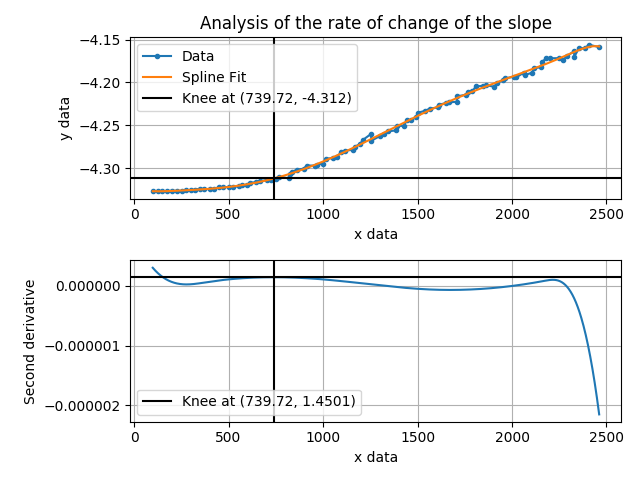 Analysis of the rate of change of the slope
−4.15
−4.20
−4.25
−4.30
y data
Data
Spline Fit
Knee at (739.72, -4.312)
0 500 1000 1500 2000 2500
x data
0.000000
−0.000001
−0.000002
Second derivative
Knee at (739.72, 1.4501)
0 500 1000 1500 2000 2500
x data